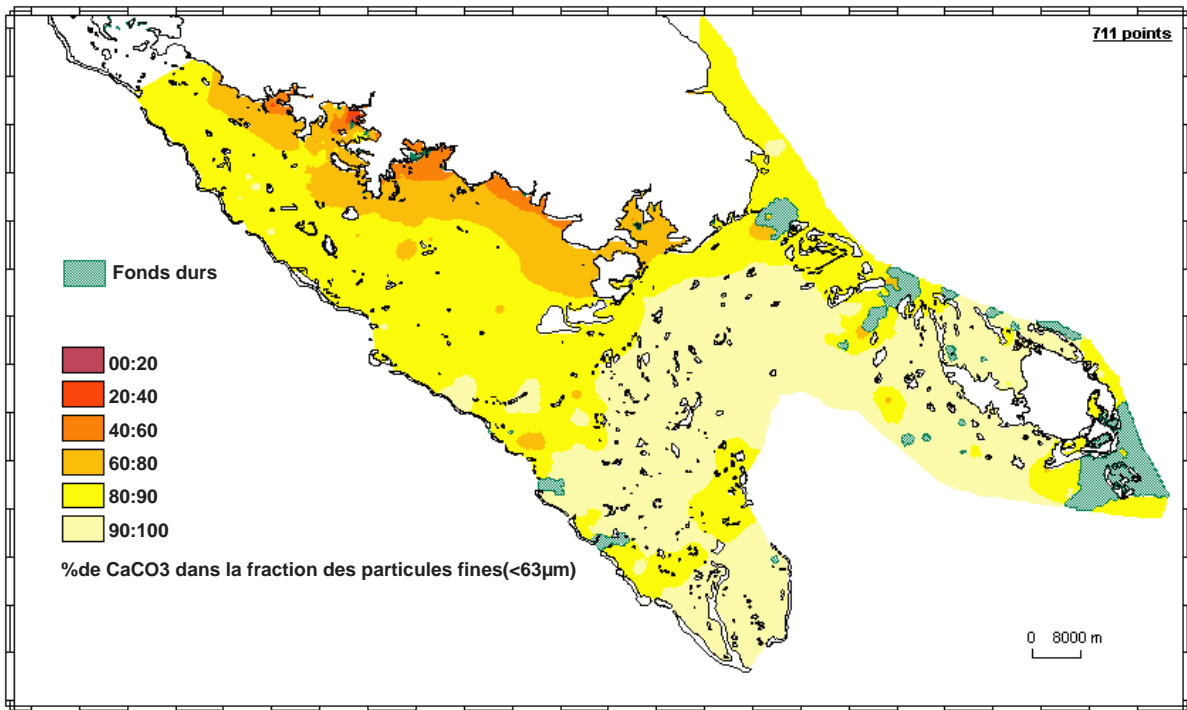 711 points
Fonds durs
00:20
20:40
40:60
60:80
80:90
90:100
%de CaCO3 dans la fraction des particules fines(<63µm)
0 8000 m